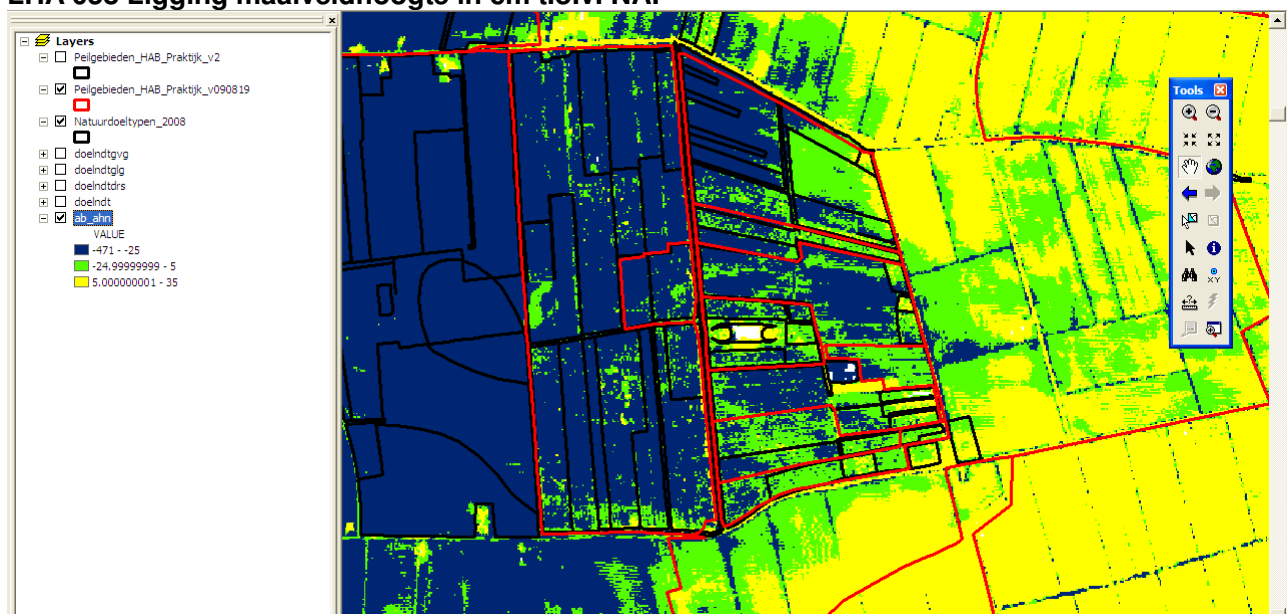 Layers
Peilgebieden_HAB_Praktijk_v2
Peilgebieden_HAB_Praktijk_v090819
Natuurdoeltypen_2008
doelndtgvg
doelndtglg
doelndtdrs
doelndt
ab_ahn
VALUE
-471 - -25
-24.99999999 - 5
5.000000001 - 35
Tools
XY